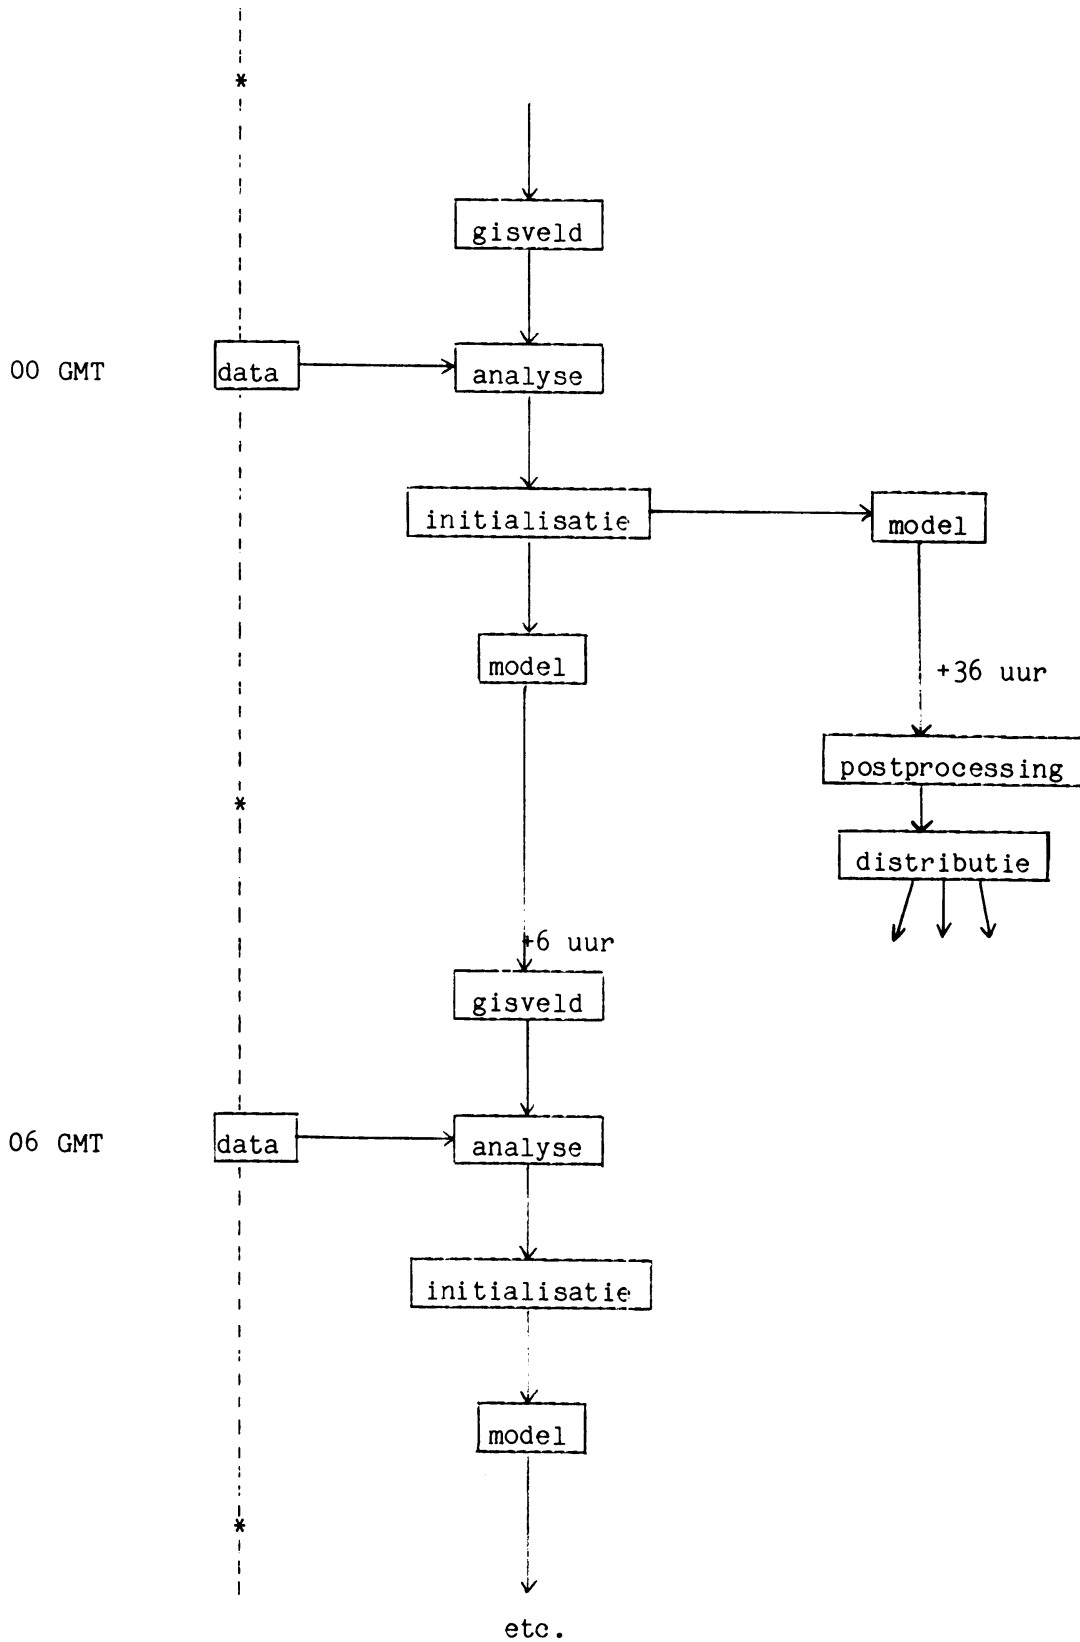 *
gisveld
00 GMT
data
analyse
initialisatie
model
model
+36 uur
postprocessing
*
distributie
+6 uur
gisveld
06 GMT
data
analyse
initialisatie
model
*
etc.